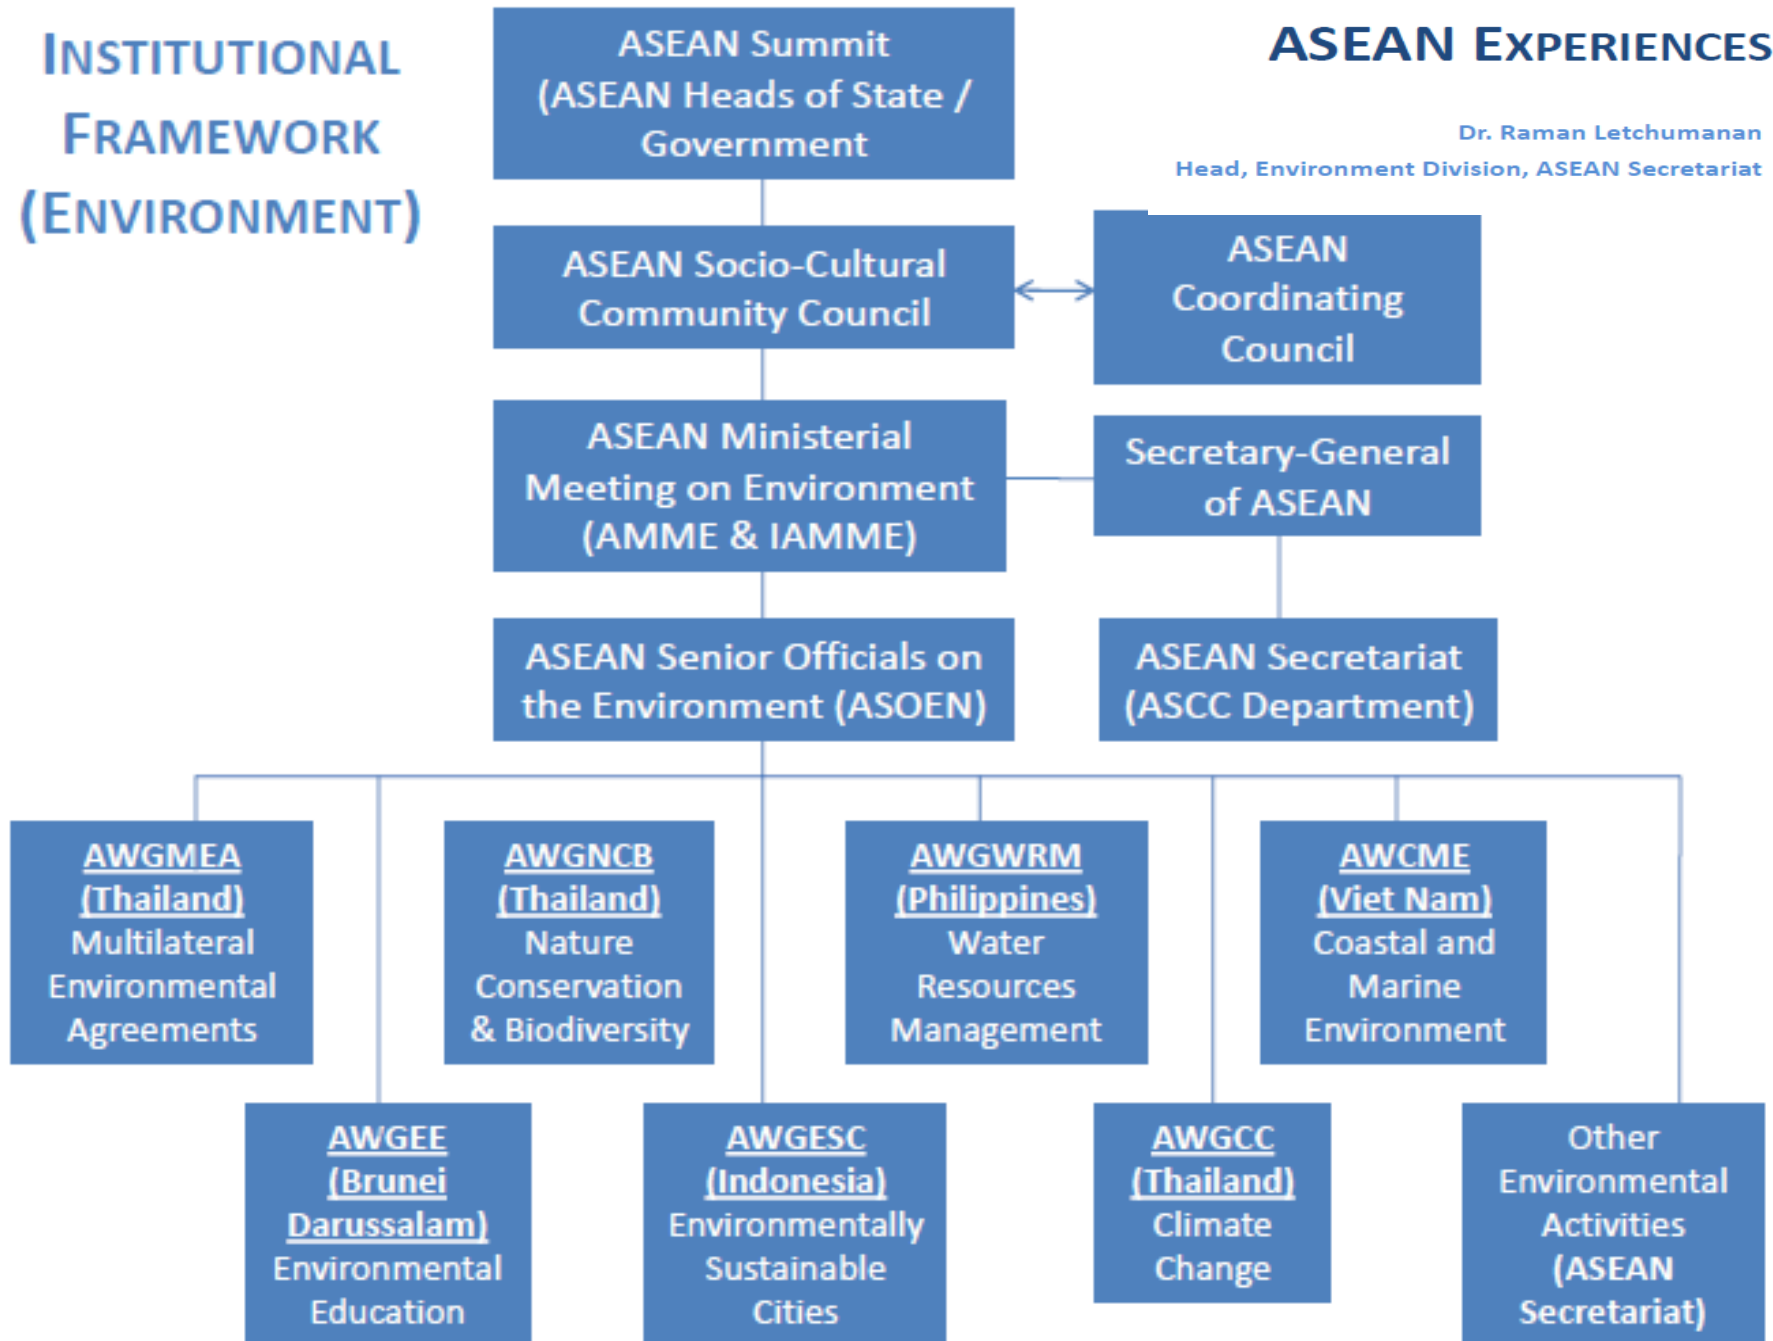 INSTITUTIONAL
FRAMEWORK
(ENVIRONMENT)
ASEAN EXPERIENCES
Dr. Raman Letchumanan
Head, Environment Division, ASEAN Secretariat
ASEAN Summit
(ASEAN Heads of State /
Government
ASEAN Socio-Cultural
Community Council
ASEAN
Coordinating
Council
ASEAN Ministerial
Meeting on Environment
(AMME & IAMME)
Secretary-General
of ASEAN
ASEAN Senior Officials on
the Environment (ASOEN)
ASEAN Secretariat
(ASCC Department)
AWGMEA
(Thailand)
Multilateral
Environmental
Agreements
AWGNCB
(Thailand)
Nature
Conservation
& Biodiversity
AWGWRM
(Philippines)
Water
Resources
Management
AWCME
(Viet Nam)
Coastal and
Marine
Environment
AWGEE
(Brunei
Darussalam)
Environmental
Education
AWGESC
(Indonesia)
Environmentally
Sustainable
Cities
AWGCC
(Thailand)
Climate
Change
Other
Environmental
Activities
(ASEAN
Secretariat)